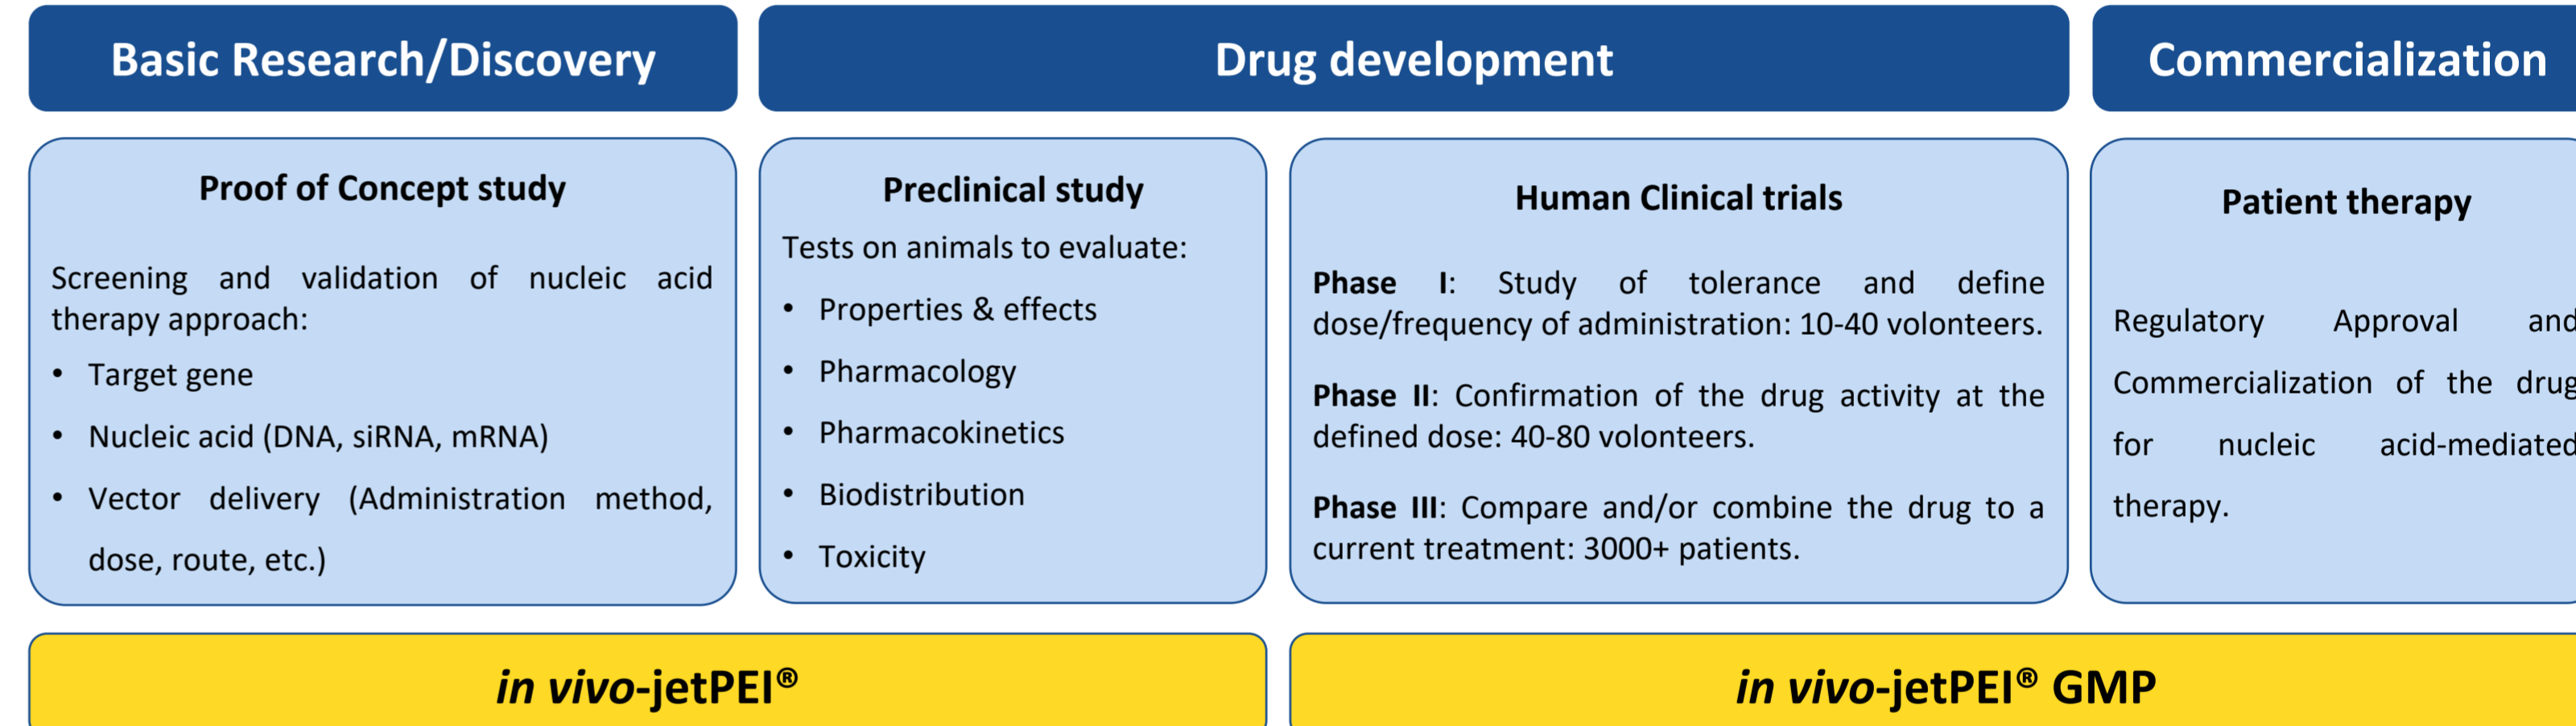 Basic Research/Discovery
Drug development
Commercialization
Proof of Concept study
Screening and validation of nucleic acid
therapy approach:
• Target gene
• Nucleic acid (DNA, siRNA, mRNA)
• Vector delivery (Administration method,
dose, route, etc.)
Preclinical study
Tests on animals to evaluate:
• Properties & effects
• Pharmacology
• Pharmacokinetics
• Biodistribution
• Toxicity
Human Clinical trials
Phase I: Study of tolerance and define
dose/frequency of administration: 10-40 volonteers.
Phase II: Confirmation of the drug activity at the
defined dose: 40-80 volonteers.
Phase III: Compare and/or combine the drug to a
current treatment: 3000+ patients.
Patient therapy
Regulatory Approval and
Commercialization of the drug
for nucleic acid-mediated
therapy.
in vivo-jetPEI®
in vivo-jetPEI® GMP